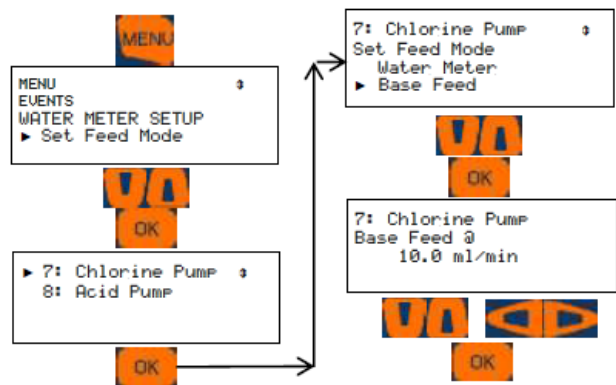 MENU
MENU
EVENTS
WATER METER SETUP
► Set Feed Mode
OK
► 7: Chlorine Pump
8: Acid Pump
OK
7: Chlorine Pump
Set Feed Mode
Water Meter
► Base Feed
OK
7: Chlorine Pump
Base Feed @
10.0 ml/min
OK